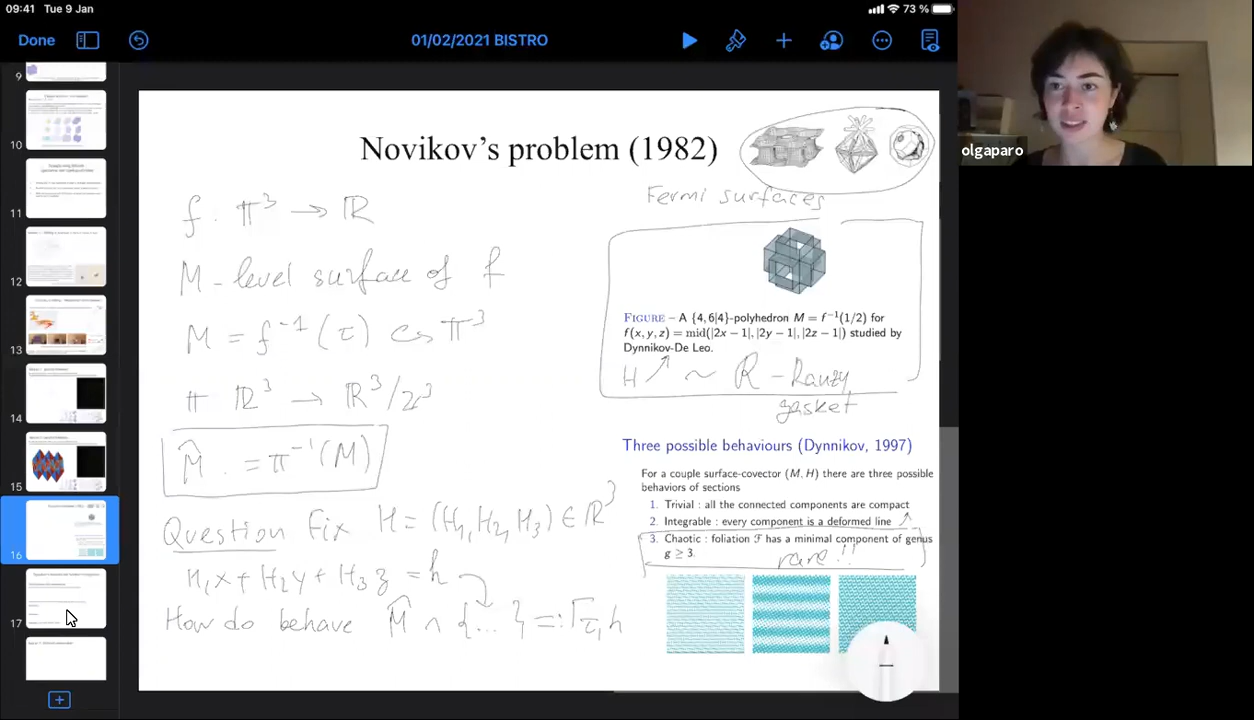 09:41 Tue 9 Jan
73 %
Done
01/02/2021 BISTRO
olgaparo
9
10
11
12
13
14
15
16
17
Novikov's problem (1982)
Fermi surfaces
f : 𝕋³ → ℝ
M - level surface of f
M = f⁻¹(τ) ⊂ 𝕋³
π ℝ³ → ℝ³/ℤ³
M̂ := π⁻¹(M)
Question Fix H = (H₁, H₂, H₃) ∈ ℝ³
H₁x + H₂y + H₃z = h
How do behave M̂ ∩ {...} =: Γτ,h
FIGURE – A {4, 6|4}-polyhedron M = f⁻¹(1/2) for
f(x, y, z) = mid(|2x − 1|, |2y − 1|, |2z − 1|) studied by
Dynnikov-De Leo.
H ↗ ~ R - Rauzy
gasket
Three possible behaviours (Dynnikov, 1997)
For a couple surface-covector (M, H) there are three possible
behaviors of sections
1. Trivial : all the connected components are compact
2. Integrable : every component is a deformed line
3. Chaotic : foliation ℱ has a minimal component of genus
g ≥ 3.
rare!!